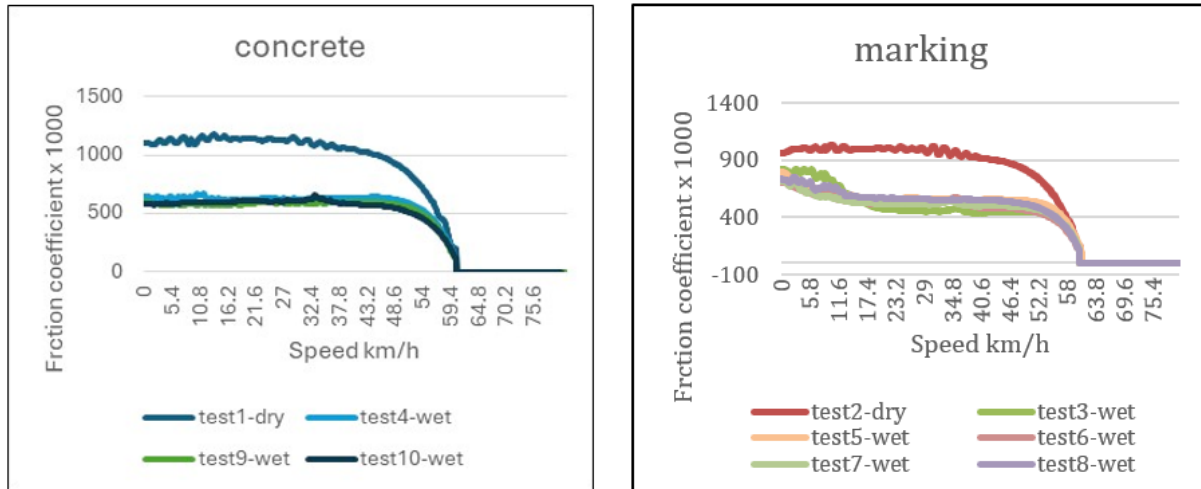 concrete
Frction coefficient x 1000
1500
1000
500
0
0 5.4 10.8 16.2 21.6 27 32.4 37.8 43.2 48.6 54 59.4 64.8 70.2 75.6
Speed km/h
test1-dry test4-wet
test9-wet test10-wet
marking
Frction coefficient x 1000
1400
900
400
-100
0 5.8 11.6 17.4 23.2 29 34.8 40.6 46.4 52.2 58 63.8 69.6 75.4
Speed km/h
test2-dry test3-wet
test5-wet test6-wet
test7-wet test8-wet